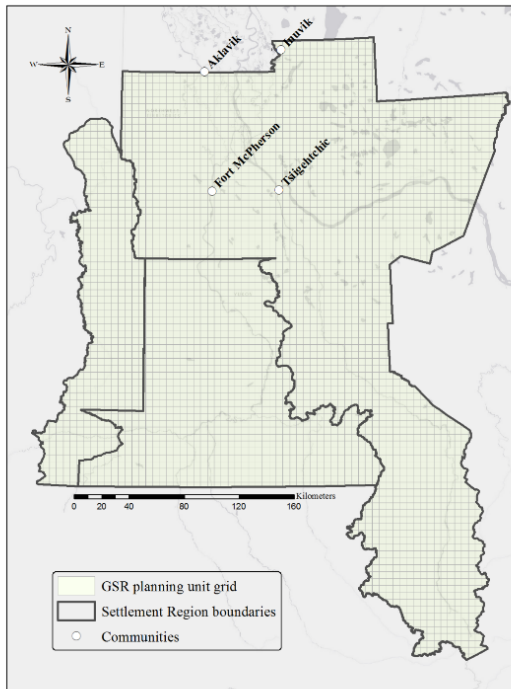 N
W
E
S
Aklavik
Inuvik
Fort McPherson
Tsiigehtchic
Kilometers
0 20 40 80 120 160
GSR planning unit grid
Settlement Region boundaries
Communities